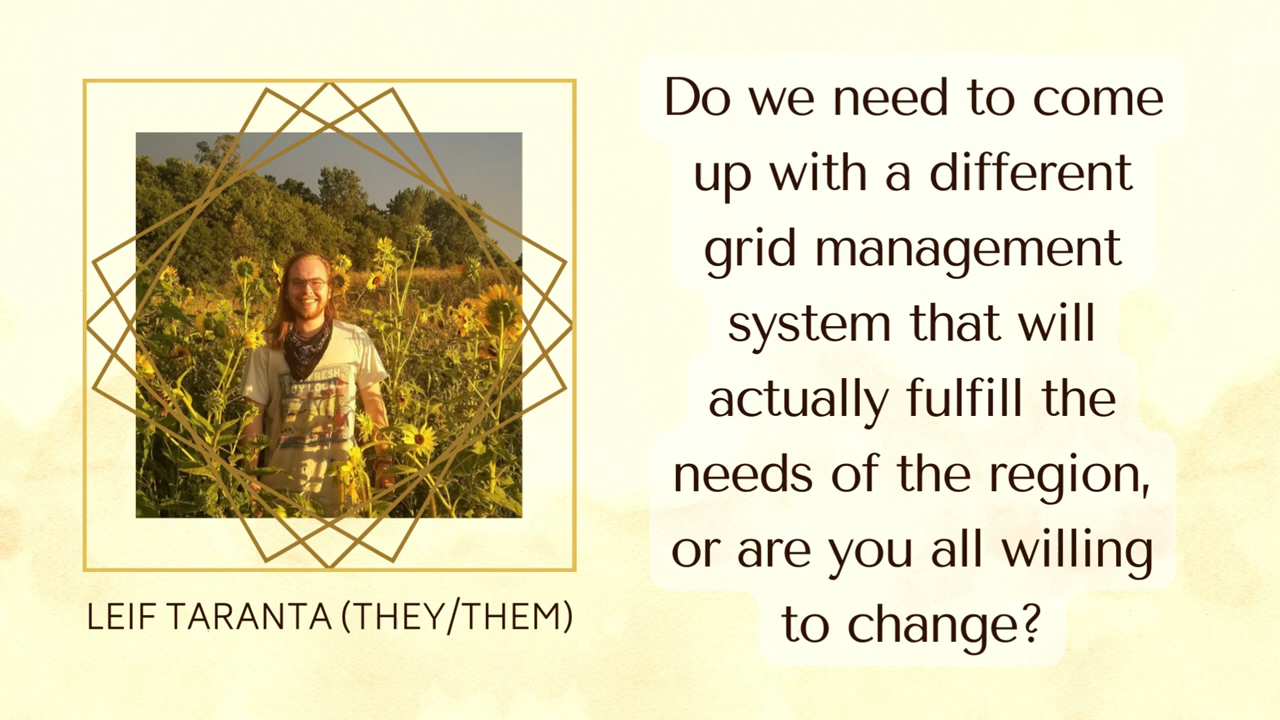 Do we need to come
up with a different
grid management
system that will
actually fulfill the
needs of the region,
or are you all willing
to change?
LEIF TARANTA (THEY/THEM)